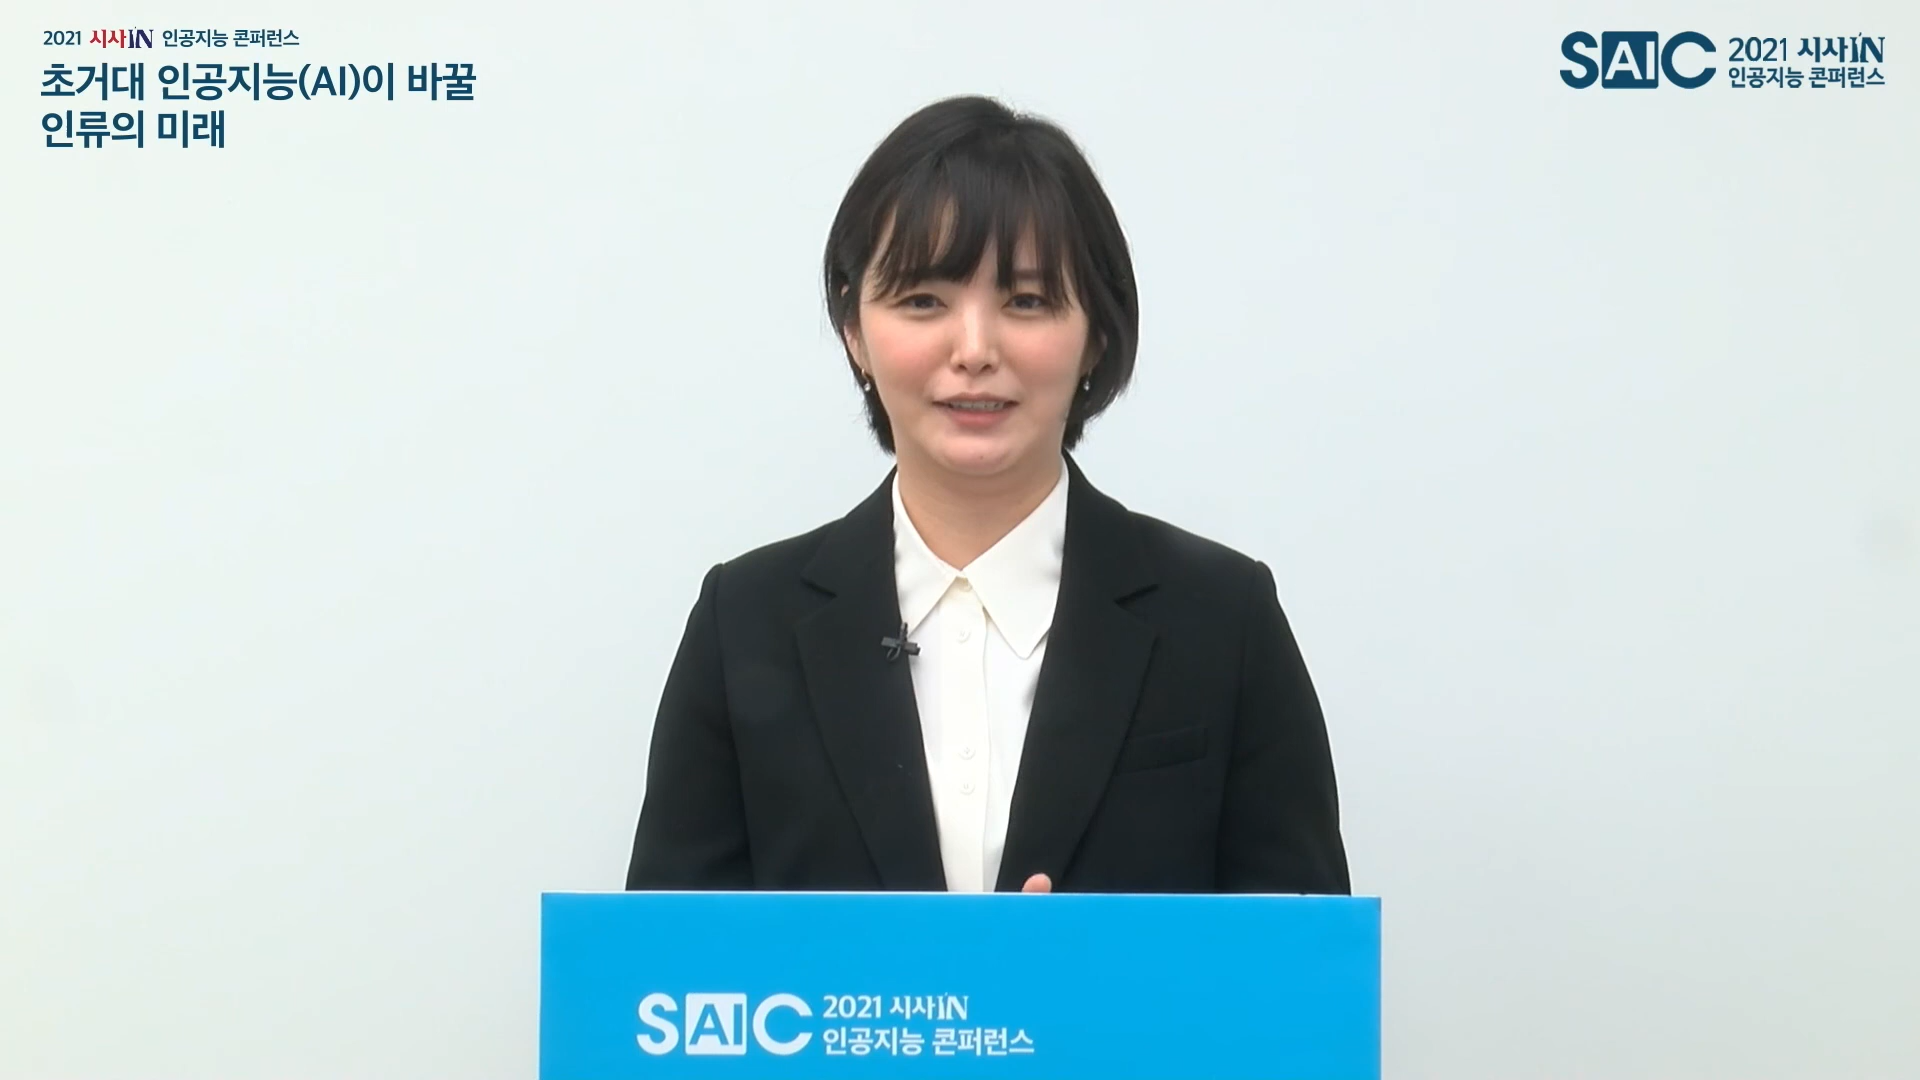 2021 시사IN 인공지능 콘퍼런스
초거대 인공지능(AI)이 바꿀
인류의 미래
SAIC 2021 시사IN
인공지능 콘퍼런스
SAIC 2021 시사IN
인공지능 콘퍼런스